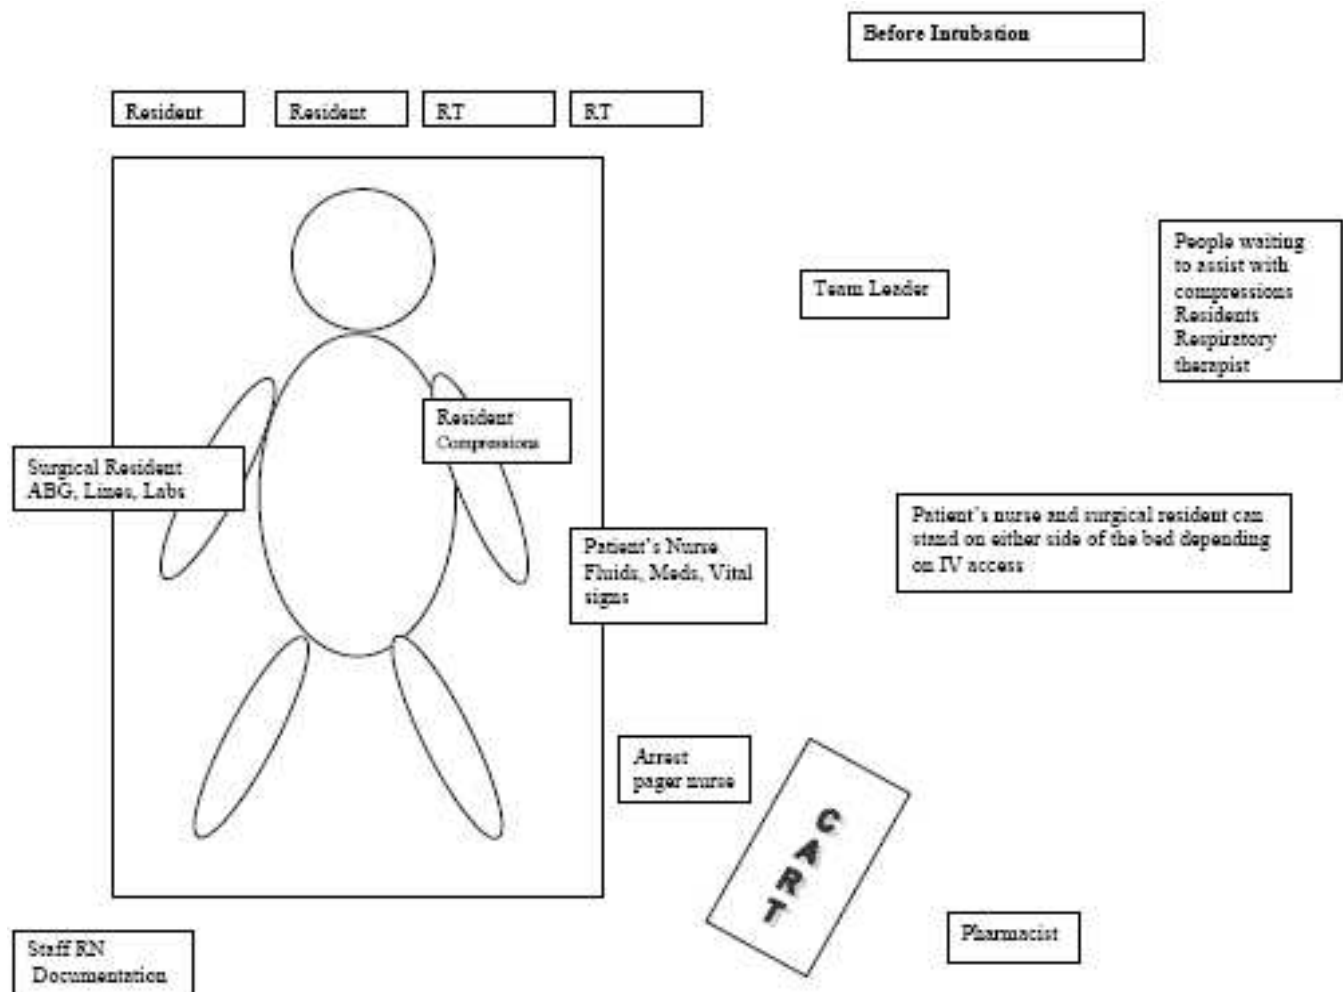 Before Intubation
Resident
Resident
RT
RT
People waiting
to assist with
compressions
Residents
Respiratory
therapist
Team Leader
Resident
Compressions
Surgical Resident
ABG, Lines, Labs
Patient's nurse and surgical resident can
stand on either side of the bed depending
on IV access
Patient's Nurse
Fluids, Meds, Vital
signs
Arrest
pager nurse
CART
Pharmacist
Staff RN
Documentation